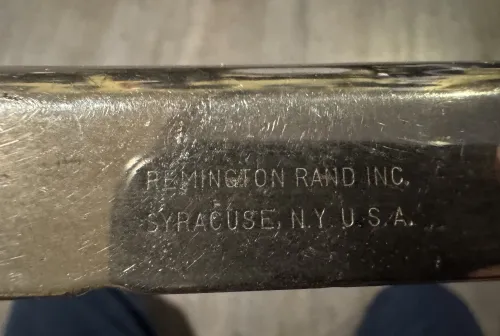 REMINGTON RAND INC.
SYRACUSE, N.Y. U.S.A.